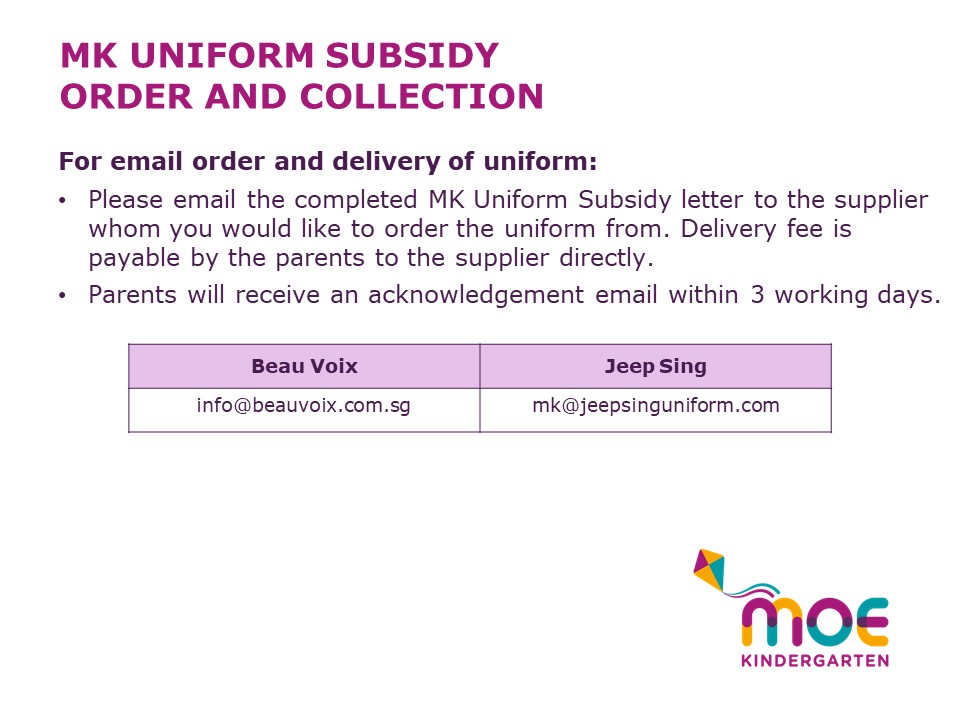 MK UNIFORM SUBSIDY
ORDER AND COLLECTION
For email order and delivery of uniform:
• Please email the completed MK Uniform Subsidy letter to the supplier
whom you would like to order the uniform from. Delivery fee is
payable by the parents to the supplier directly.
• Parents will receive an acknowledgement email within 3 working days.
Beau Voix Jeep Sing
info@beauvoix.com.sg mk@jeepsinguniform.com
moe
KINDERGARTEN